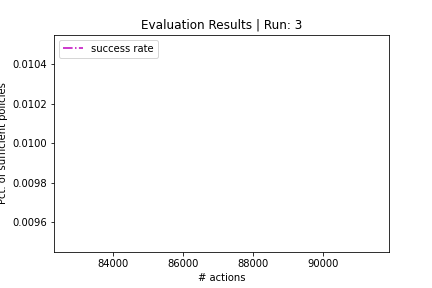 Evaluation Results | Run: 3
success rate
Pct. of sufficient policies
0.0104
0.0102
0.0100
0.0098
0.0096
84000 86000 88000 90000
# actions